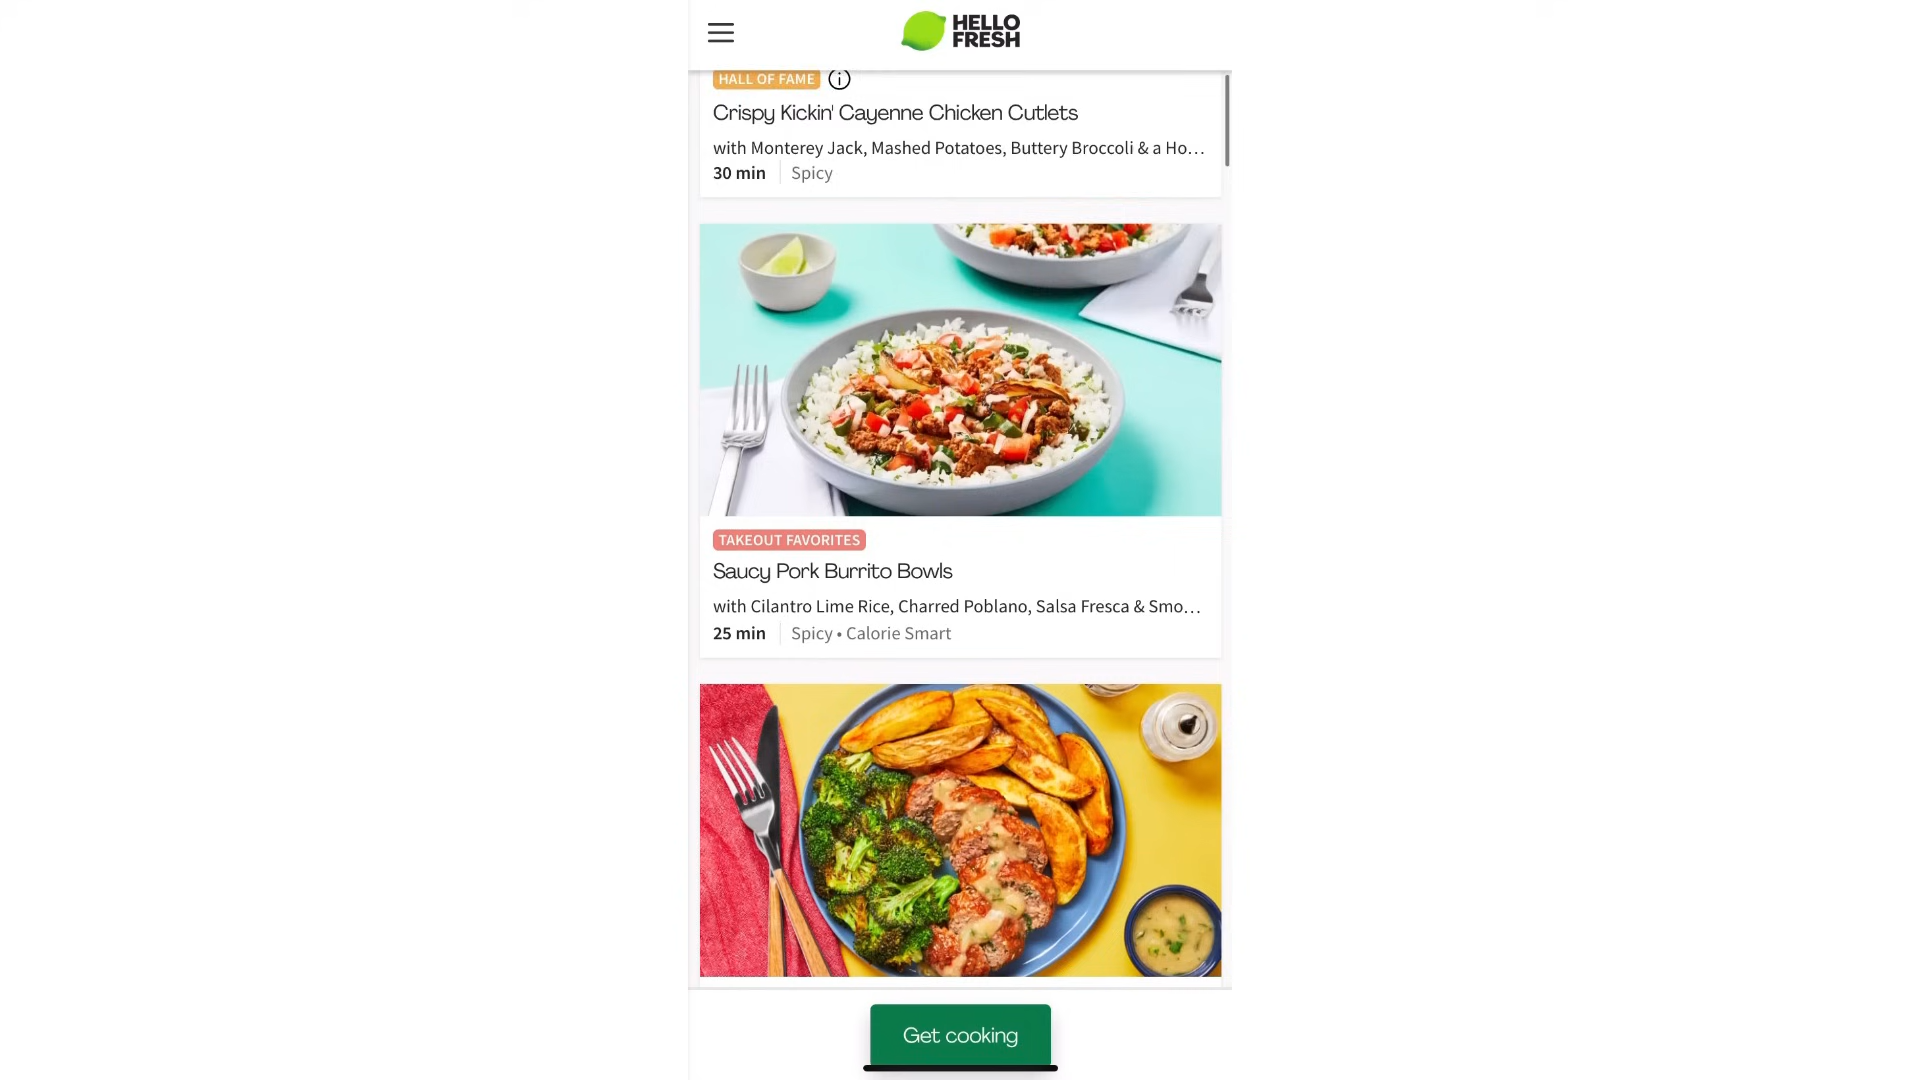 HELLO
FRESH
HALL OF FAME
Crispy Kickin' Cayenne Chicken Cutlets
with Monterey Jack, Mashed Potatoes, Buttery Broccoli & a Ho...
30 min Spicy
TAKEOUT FAVORITES
Saucy Pork Burrito Bowls
with Cilantro Lime Rice, Charred Poblano, Salsa Fresca & Smo...
25 min Spicy • Calorie Smart
Get cooking